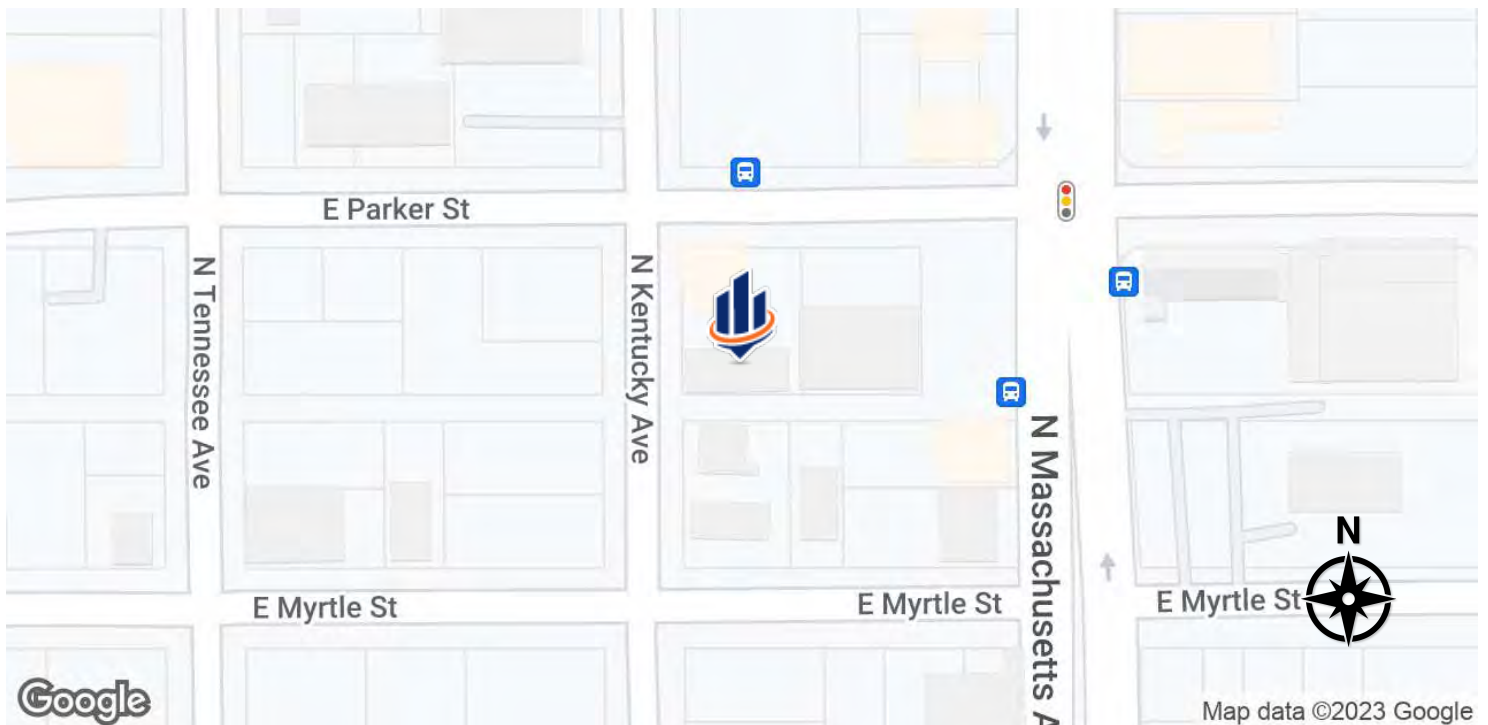 E Parker St
N Tennessee Ave
N Kentucky Ave
N Massachusetts A
N
E Myrtle St
E Myrtle St
E Myrtle St
Google
Map data ©2023 Google